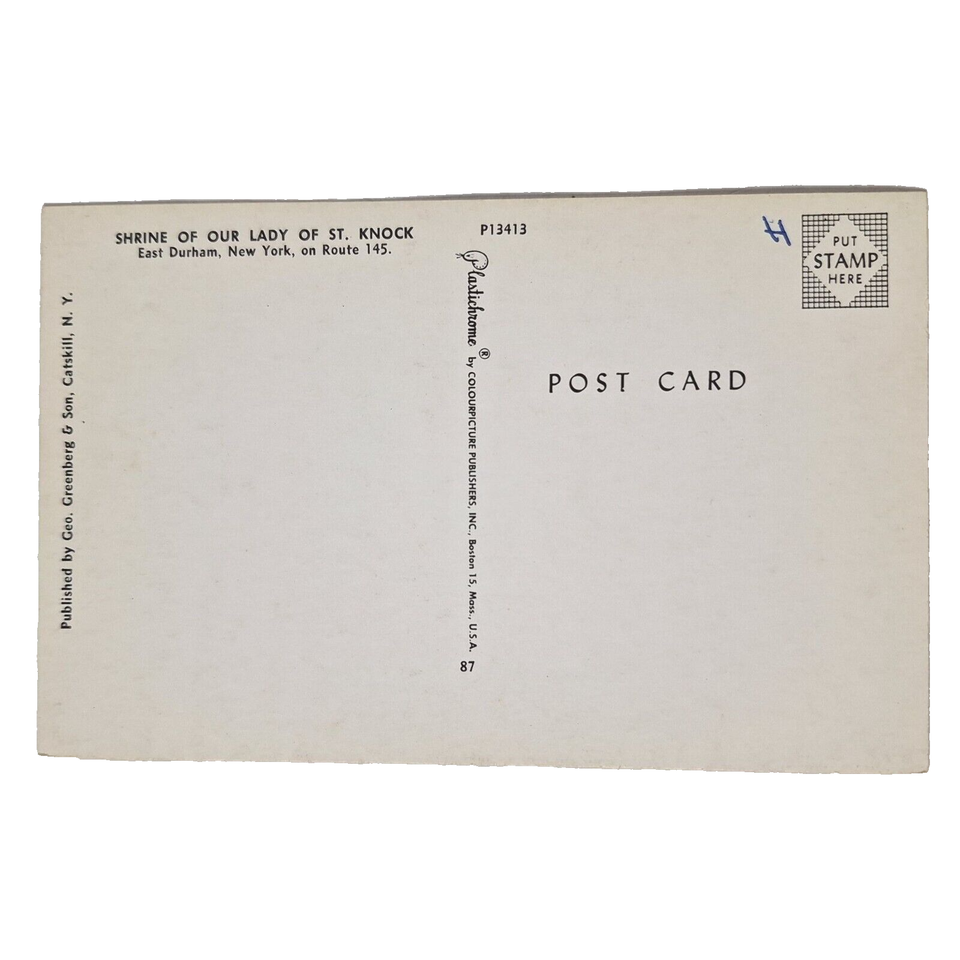 SHRINE OF OUR LADY OF ST. KNOCK
East Durham, New York, on Route 145.
Published by Geo. Greenberg & Son, Catskill, N. Y.
P13413
Plastichrome ® by COLOURPICTURE PUBLISHERS, INC., Boston 15, Mass., U.S.A.
87
PUT
STAMP
HERE
POST CARD